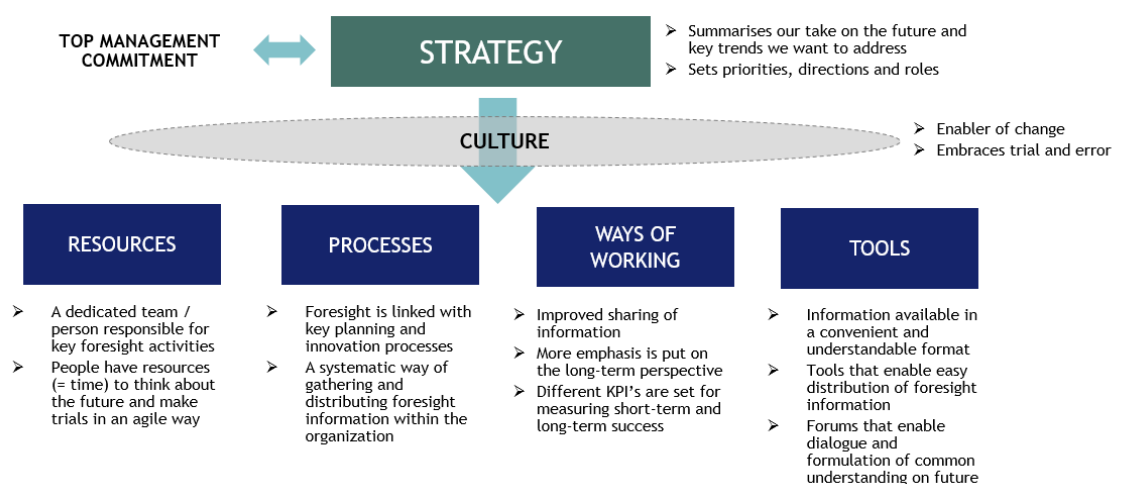 TOP MANAGEMENT
COMMITMENT
STRATEGY
➢ Summarises our take on the future and
key trends we want to address
➢ Sets priorities, directions and roles
CULTURE
➢ Enabler of change
➢ Embraces trial and error
RESOURCES
➢ A dedicated team /
person responsible for
key foresight activities
➢ People have resources
(= time) to think about
the future and make
trials in an agile way
PROCESSES
➢ Foresight is linked with
key planning and
innovation processes
➢ A systematic way of
gathering and
distributing foresight
information within the
organization
WAYS OF
WORKING
➢ Improved sharing of
information
➢ More emphasis is put on
the long-term perspective
➢ Different KPI's are set for
measuring short-term and
long-term success
TOOLS
➢ Information available in
a convenient and
understandable format
➢ Tools that enable easy
distribution of foresight
information
➢ Forums that enable
dialogue and
formulation of common
understanding on future